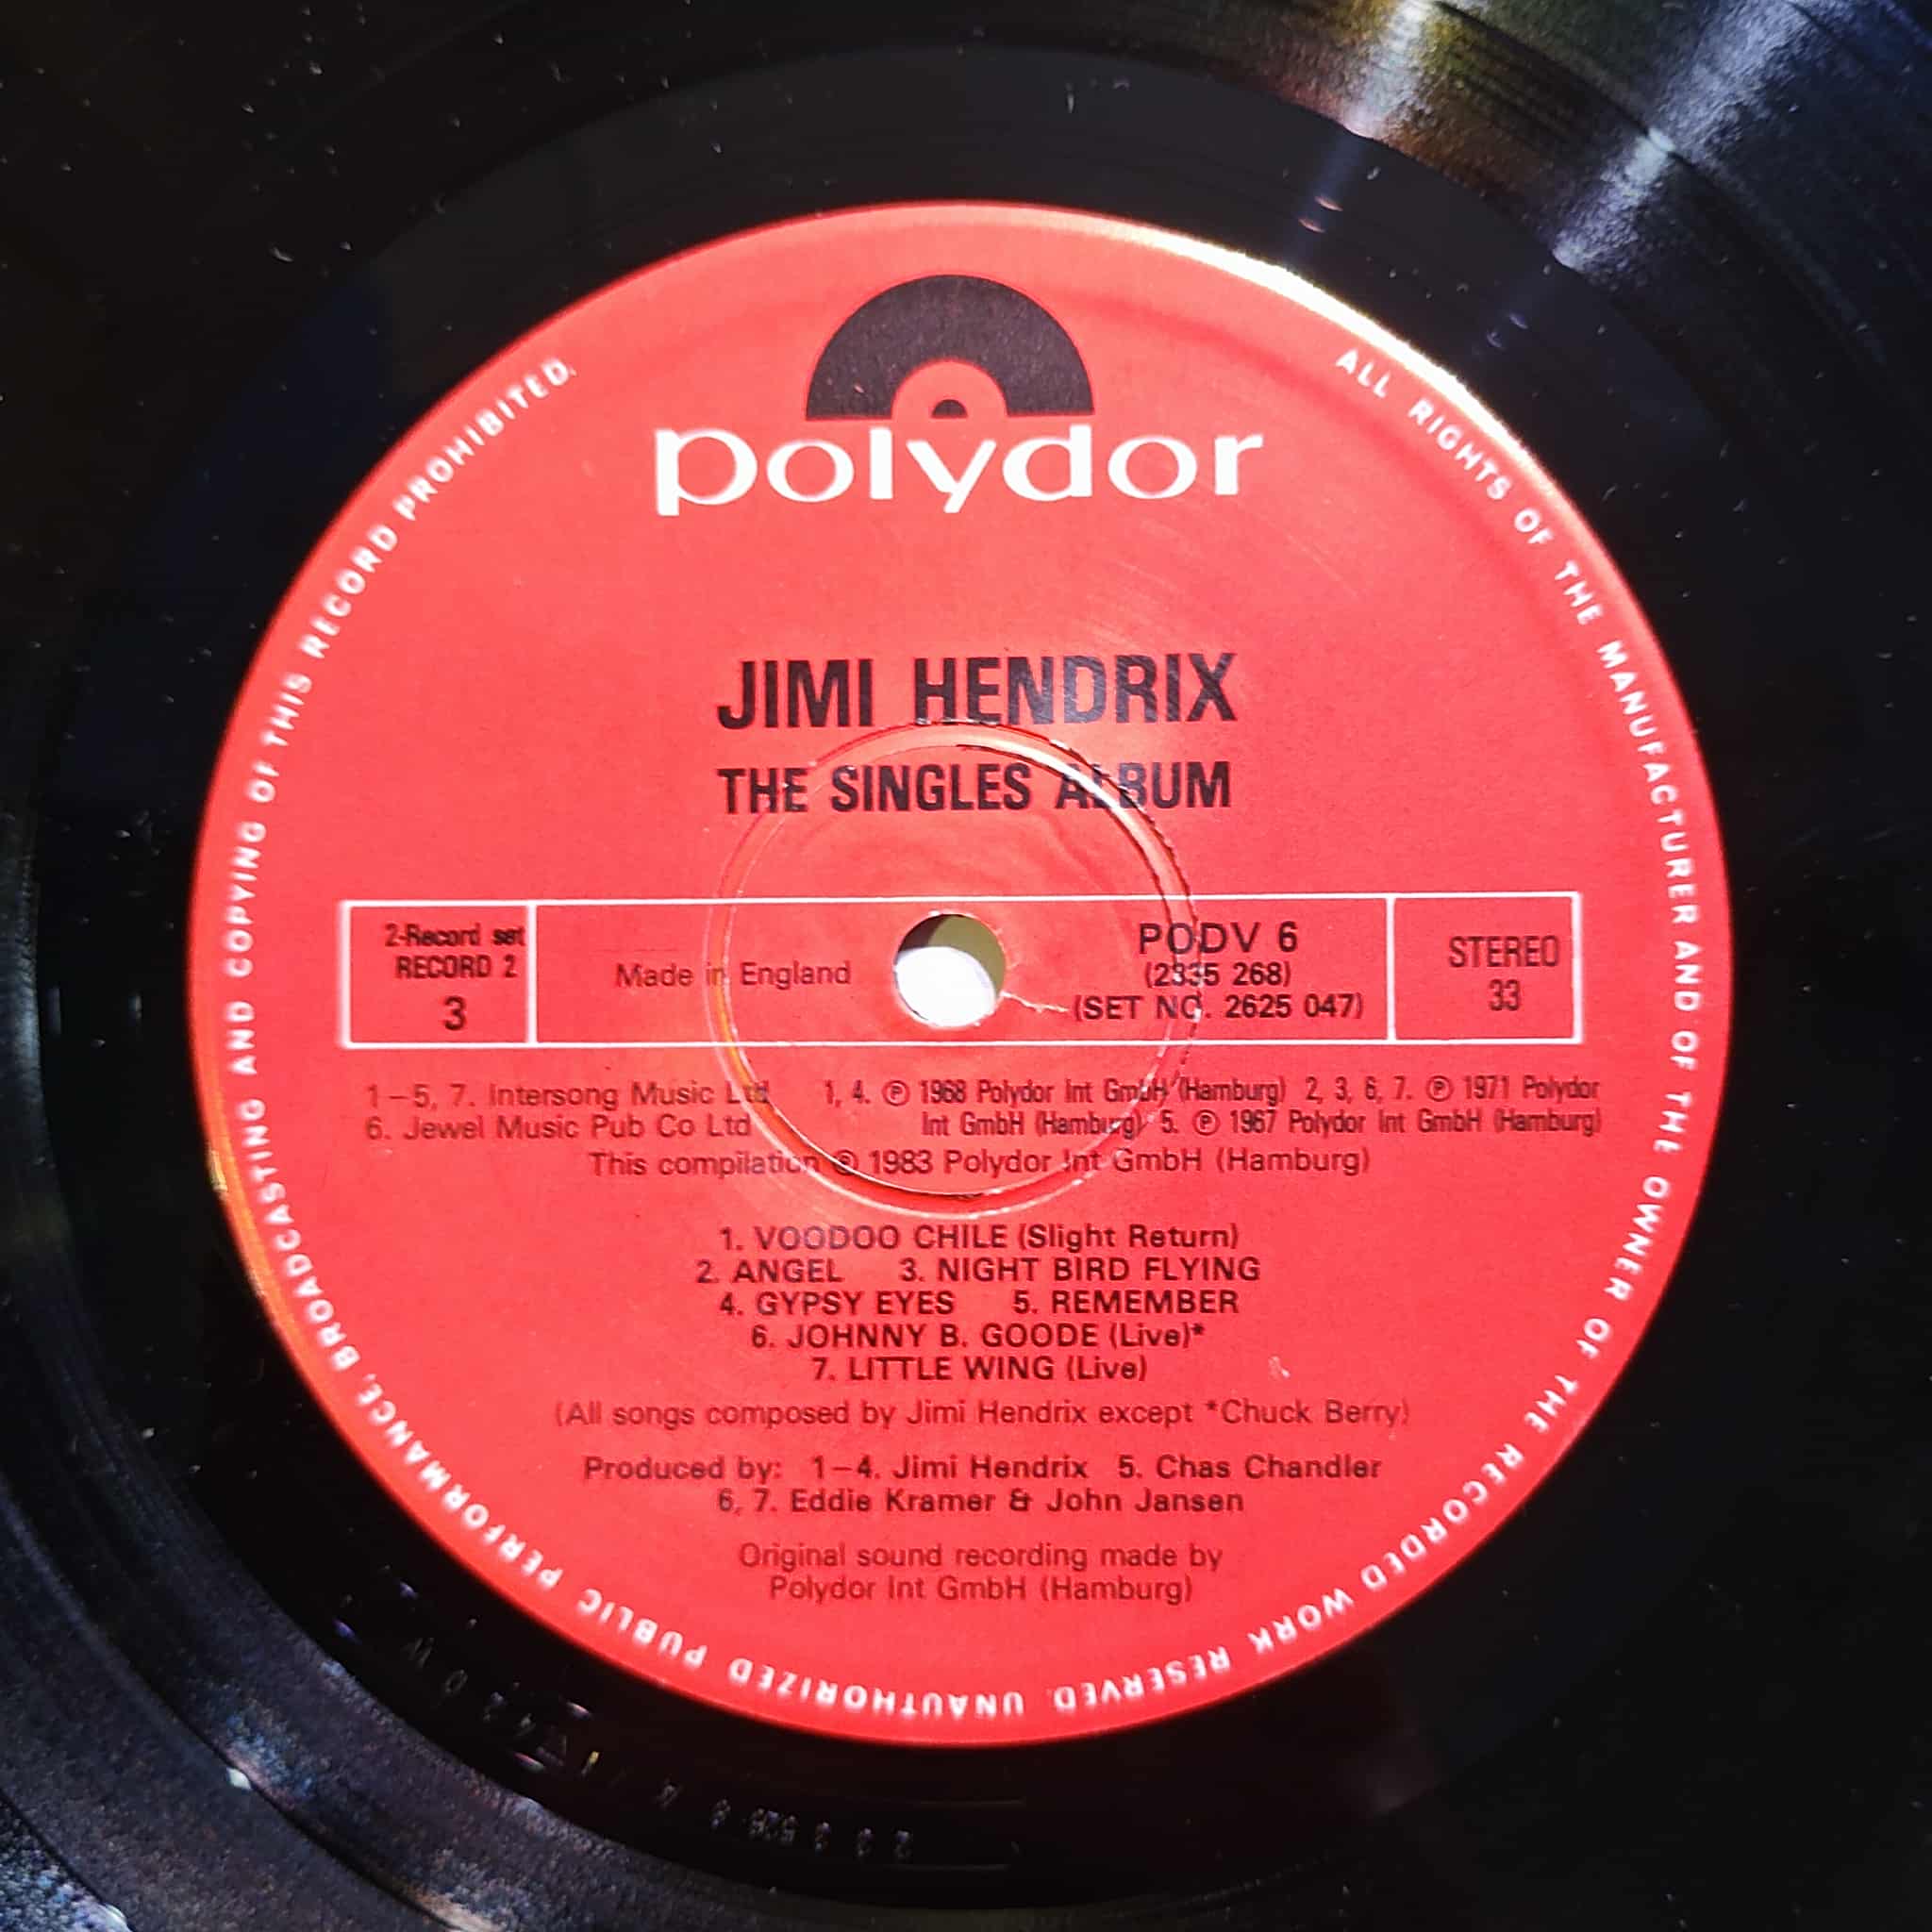 polydor
JIMI HENDRIX
THE SINGLES ALBUM
2-Record set
RECORD 2
3
Made in England
PODV 6
(2335 268)
(SET NO. 2625 047)
STEREO
33
1–5, 7. Intersong Music Ltd
6. Jewel Music Pub Co Ltd
1, 4. ℗ 1968 Polydor Int GmbH (Hamburg) 2, 3, 6, 7. ℗ 1971 Polydor
Int GmbH (Hamburg) 5. ℗ 1967 Polydor Int GmbH (Hamburg)
This compilation ℗ 1983 Polydor Int GmbH (Hamburg)
1. VOODOO CHILE (Slight Return)
2. ANGEL 3. NIGHT BIRD FLYING
4. GYPSY EYES 5. REMEMBER
6. JOHNNY B. GOODE (Live)*
7. LITTLE WING (Live)
(All songs composed by Jimi Hendrix except *Chuck Berry)
Produced by: 1–4. Jimi Hendrix 5. Chas Chandler
6, 7. Eddie Kramer & John Jansen
Original sound recording made by
Polydor Int GmbH (Hamburg)
ALL RIGHTS OF THE MANUFACTURER AND OF THE OWNER OF THE RECORDED WORK RESERVED. UNAUTHORIZED PUBLIC PERFORMANCE, BROADCASTING AND COPYING OF THIS RECORD PROHIBITED.